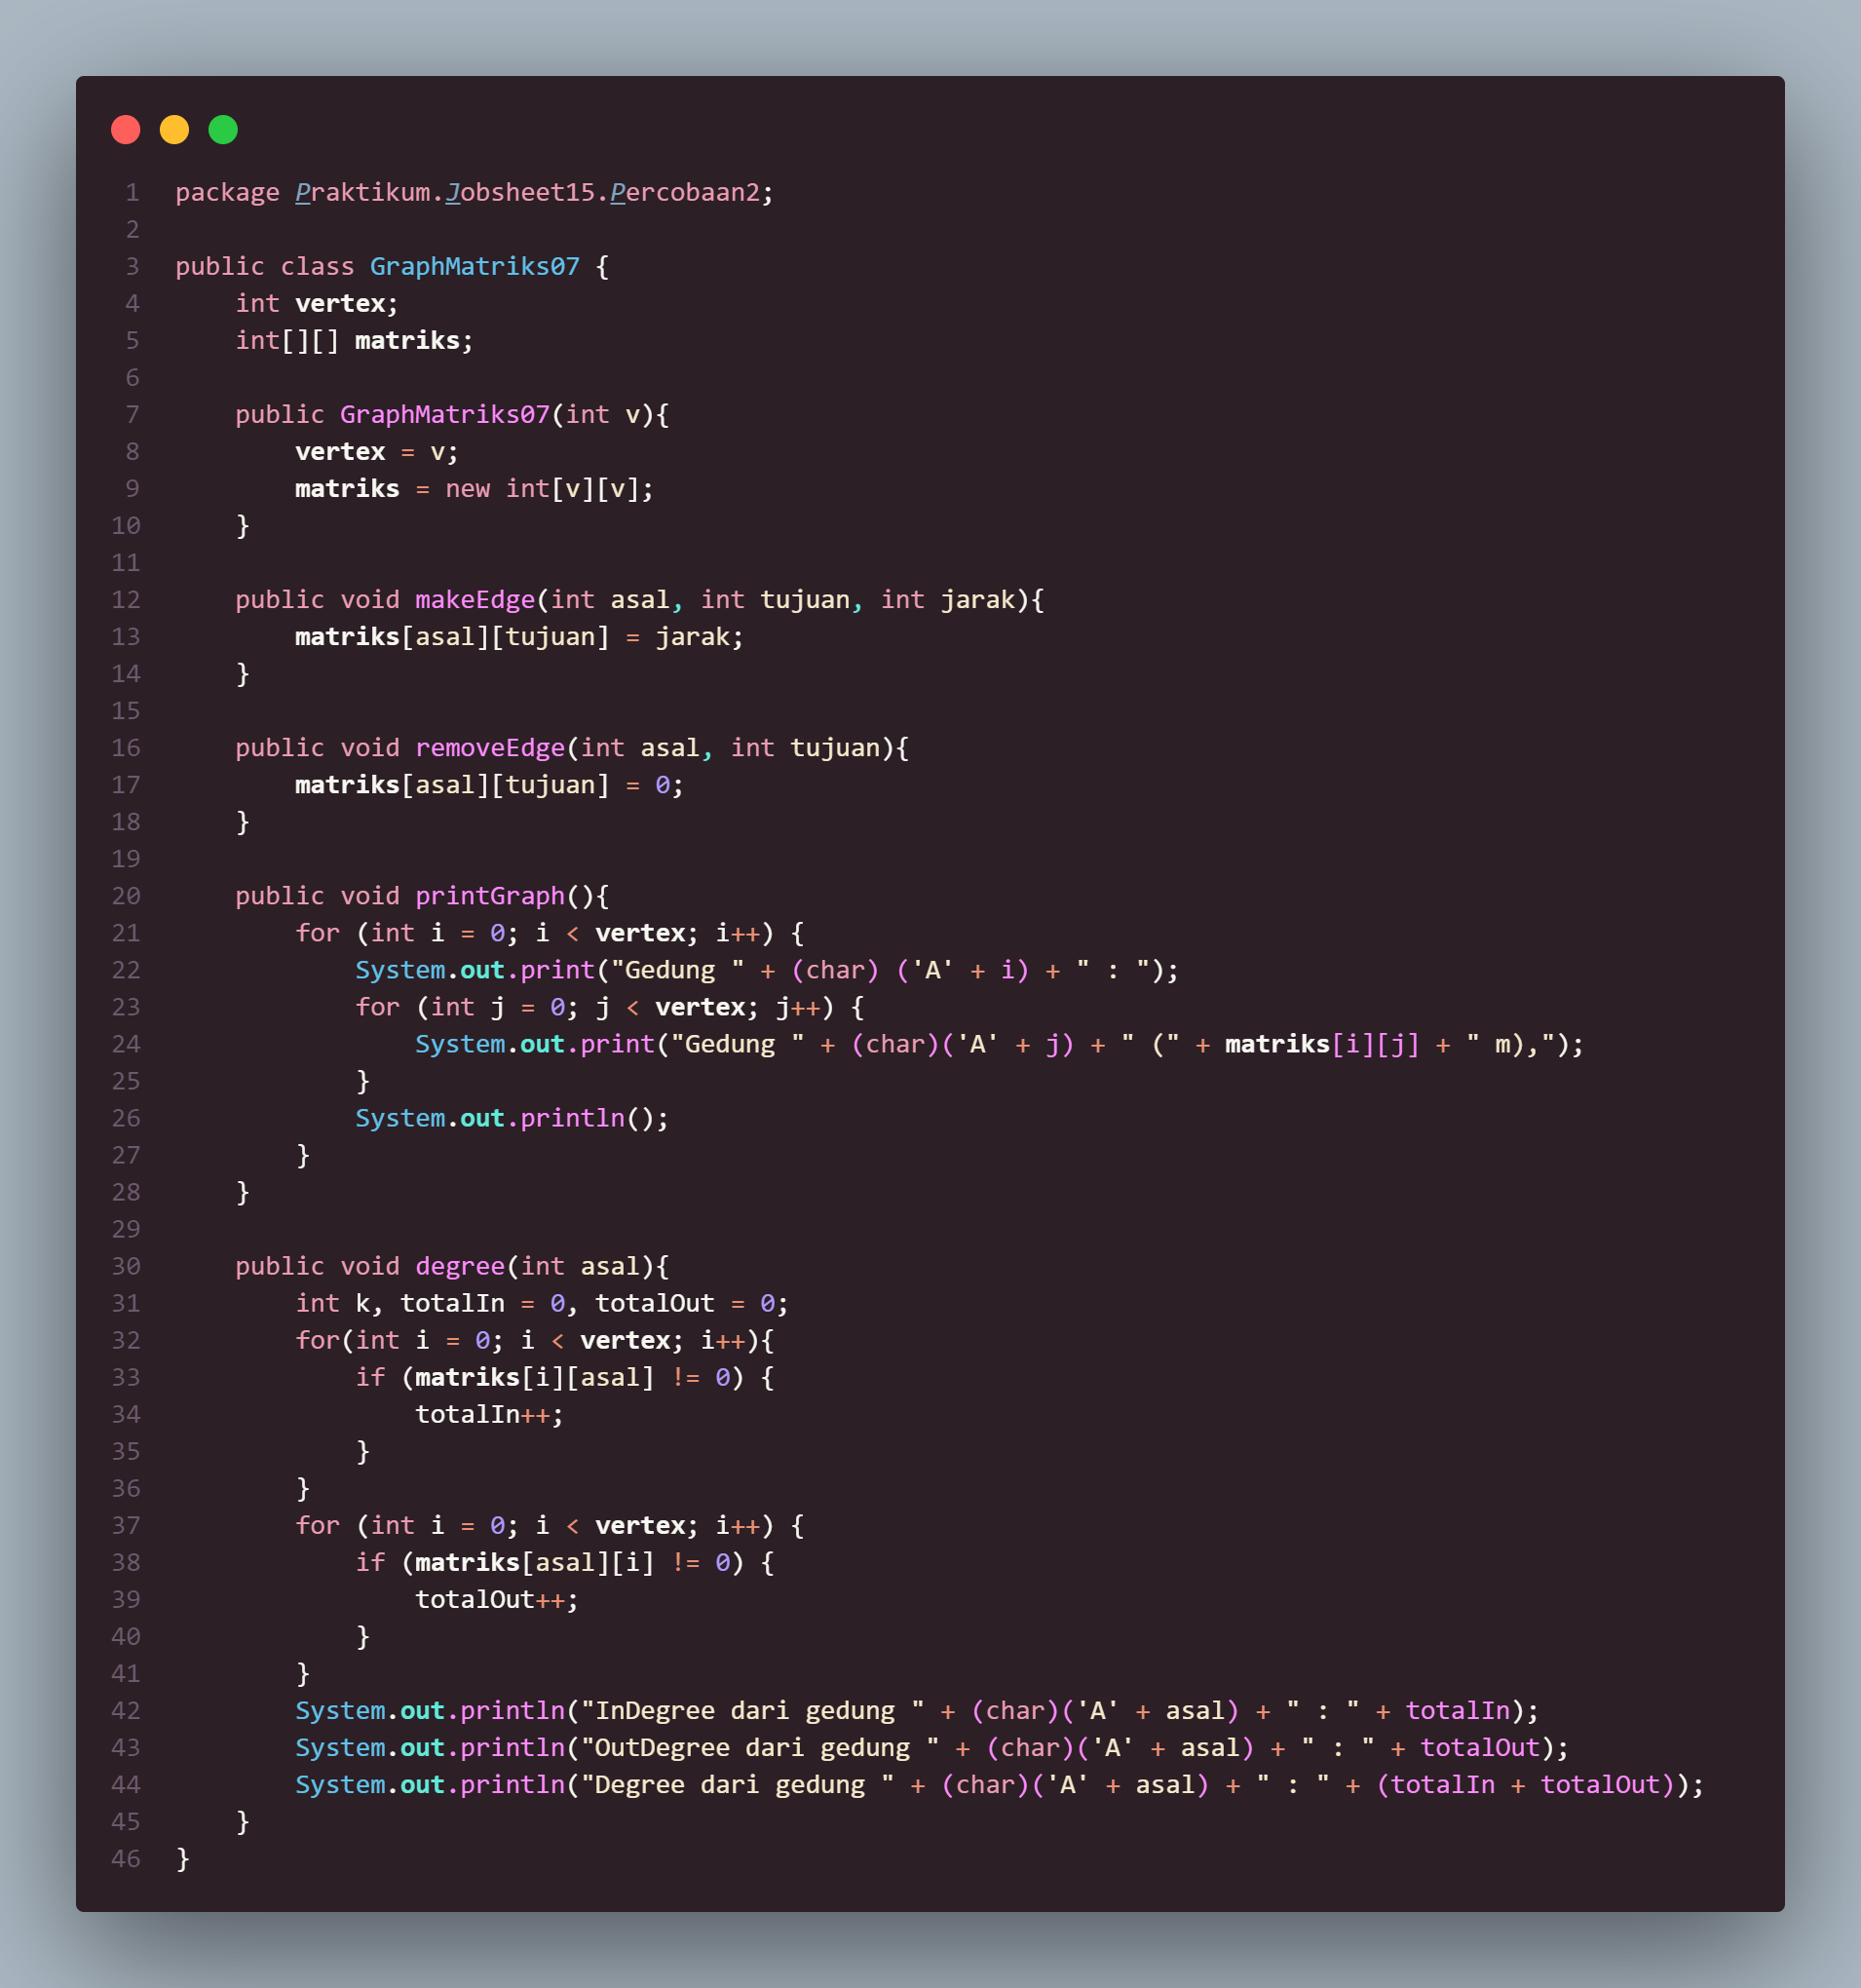 1 package Praktikum.Jobsheet15.Percobaan2;
2
3 public class GraphMatriks07 {
4     int vertex;
5     int[][] matriks;
6
7     public GraphMatriks07(int v){
8         vertex = v;
9         matriks = new int[v][v];
10     }
11
12     public void makeEdge(int asal, int tujuan, int jarak){
13         matriks[asal][tujuan] = jarak;
14     }
15
16     public void removeEdge(int asal, int tujuan){
17         matriks[asal][tujuan] = 0;
18     }
19
20     public void printGraph(){
21         for (int i = 0; i < vertex; i++) {
22             System.out.print("Gedung " + (char) ('A' + i) + " : ");
23             for (int j = 0; j < vertex; j++) {
24                 System.out.print("Gedung " + (char)('A' + j) + " (" + matriks[i][j] + " m),");
25             }
26             System.out.println();
27         }
28     }
29
30     public void degree(int asal){
31         int k, totalIn = 0, totalOut = 0;
32         for(int i = 0; i < vertex; i++){
33             if (matriks[i][asal] != 0) {
34                 totalIn++;
35             }
36         }
37         for (int i = 0; i < vertex; i++) {
38             if (matriks[asal][i] != 0) {
39                 totalOut++;
40             }
41         }
42         System.out.println("InDegree dari gedung " + (char)('A' + asal) + " : " + totalIn);
43         System.out.println("OutDegree dari gedung " + (char)('A' + asal) + " : " + totalOut);
44         System.out.println("Degree dari gedung " + (char)('A' + asal) + " : " + (totalIn + totalOut));
45     }
46 }